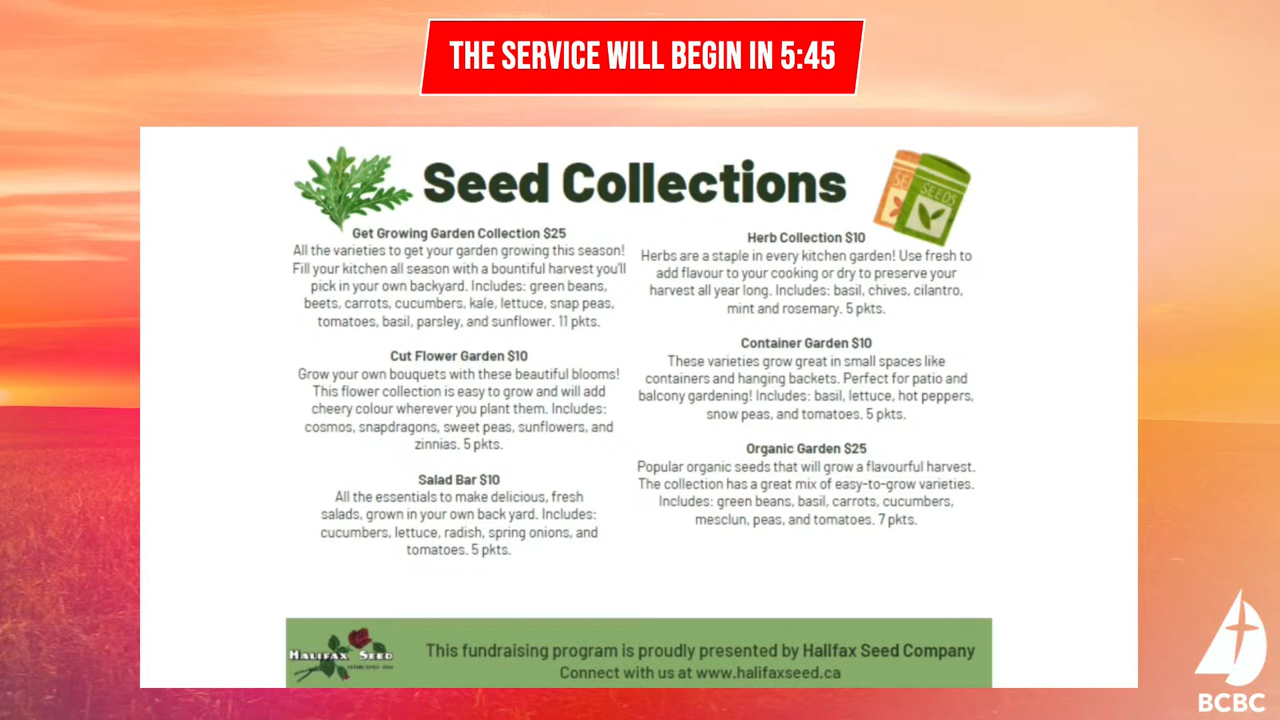 THE SERVICE WILL BEGIN IN 5:45
Seed Collections
SEEDS
Get Growing Garden Collection $25
All the varieties to get your garden growing this season!
Fill your kitchen all season with a bountiful harvest you'll
pick in your own backyard. Includes: green beans,
beets, carrots, cucumbers, kale, lettuce, snap peas,
tomatoes, basil, parsley, and sunflower. 11 pkts.
Cut Flower Garden $10
Grow your own bouquets with these beautiful blooms!
This flower collection is easy to grow and will add
cheery colour wherever you plant them. Includes:
cosmos, snapdragons, sweet peas, sunflowers, and
zinnias. 5 pkts.
Salad Bar $10
All the essentials to make delicious, fresh
salads, grown in your own back yard. Includes:
cucumbers, lettuce, radish, spring onions, and
tomatoes. 5 pkts.
Herb Collection $10
Herbs are a staple in every kitchen garden! Use fresh to
add flavour to your cooking or dry to preserve your
harvest all year long. Includes: basil, chives, cilantro,
mint and rosemary. 5 pkts.
Container Garden $10
These varieties grow great in small spaces like
containers and hanging backets. Perfect for patio and
balcony gardening! Includes: basil, lettuce, hot peppers,
snow peas, and tomatoes. 5 pkts.
Organic Garden $25
Popular organic seeds that will grow a flavourful harvest.
The collection has a great mix of easy-to-grow varieties.
Includes: green beans, basil, carrots, cucumbers,
mesclun, peas, and tomatoes. 7 pkts.
HALIFAX SEED
This fundraising program is proudly presented by Halifax Seed Company
Connect with us at www.halifaxseed.ca
BCBC